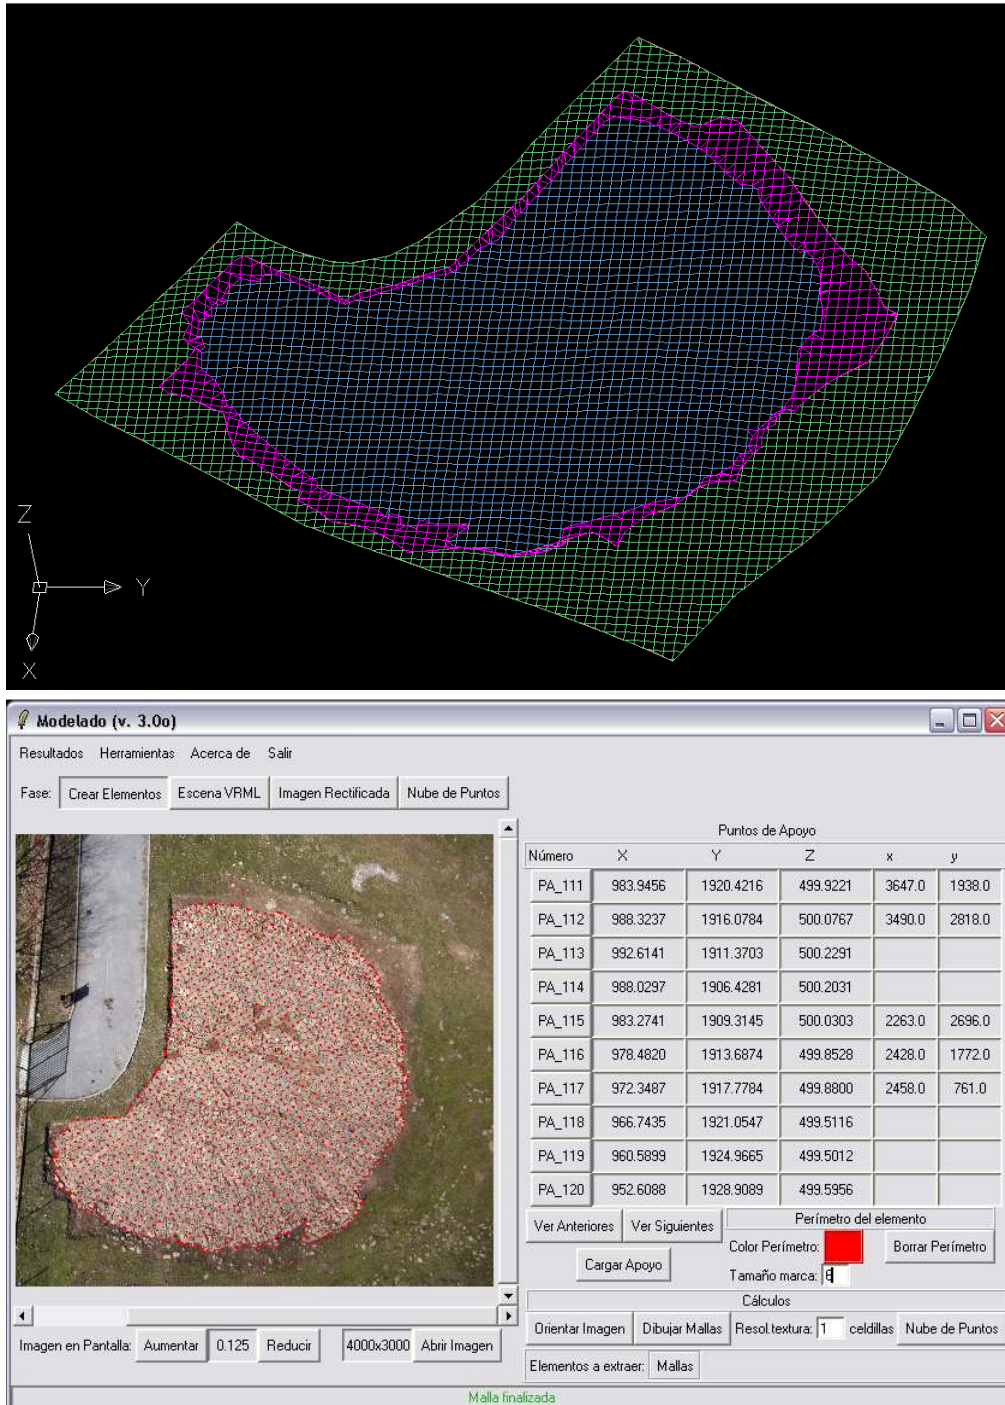 Z
Y
X
Modelado (v. 3.0o)
Resultados Herramientas Acerca de Salir
Fase: Crear Elementos Escena VRML Imagen Rectificada Nube de Puntos
Puntos de Apoyo
Número X Y Z x y
PA_111 983.9456 1920.4216 499.9221 3647.0 1938.0
PA_112 988.3237 1916.0784 500.0767 3490.0 2818.0
PA_113 992.6141 1911.3703 500.2291
PA_114 988.0297 1906.4281 500.2031
PA_115 983.2741 1909.3145 500.0303 2263.0 2696.0
PA_116 978.4820 1913.6874 499.8528 2428.0 1772.0
PA_117 972.3487 1917.7784 499.8800 2458.0 761.0
PA_118 966.7435 1921.0547 499.5116
PA_119 960.5899 1924.9665 499.5012
PA_120 952.6088 1928.9089 499.5956
Ver Anteriores Ver Siguientes Perímetro del elemento
Color Perímetro: Borrar Perímetro
Cargar Apoyo
Tamaño marca: 6
Cálculos
Orientar Imagen Dibujar Mallas Resol.textura: 1 celdillas Nube de Puntos
Imagen en Pantalla: Aumentar 0.125 Reducir 4000x3000 Abrir Imagen
Elementos a extraer: Mallas
Malla finalizada